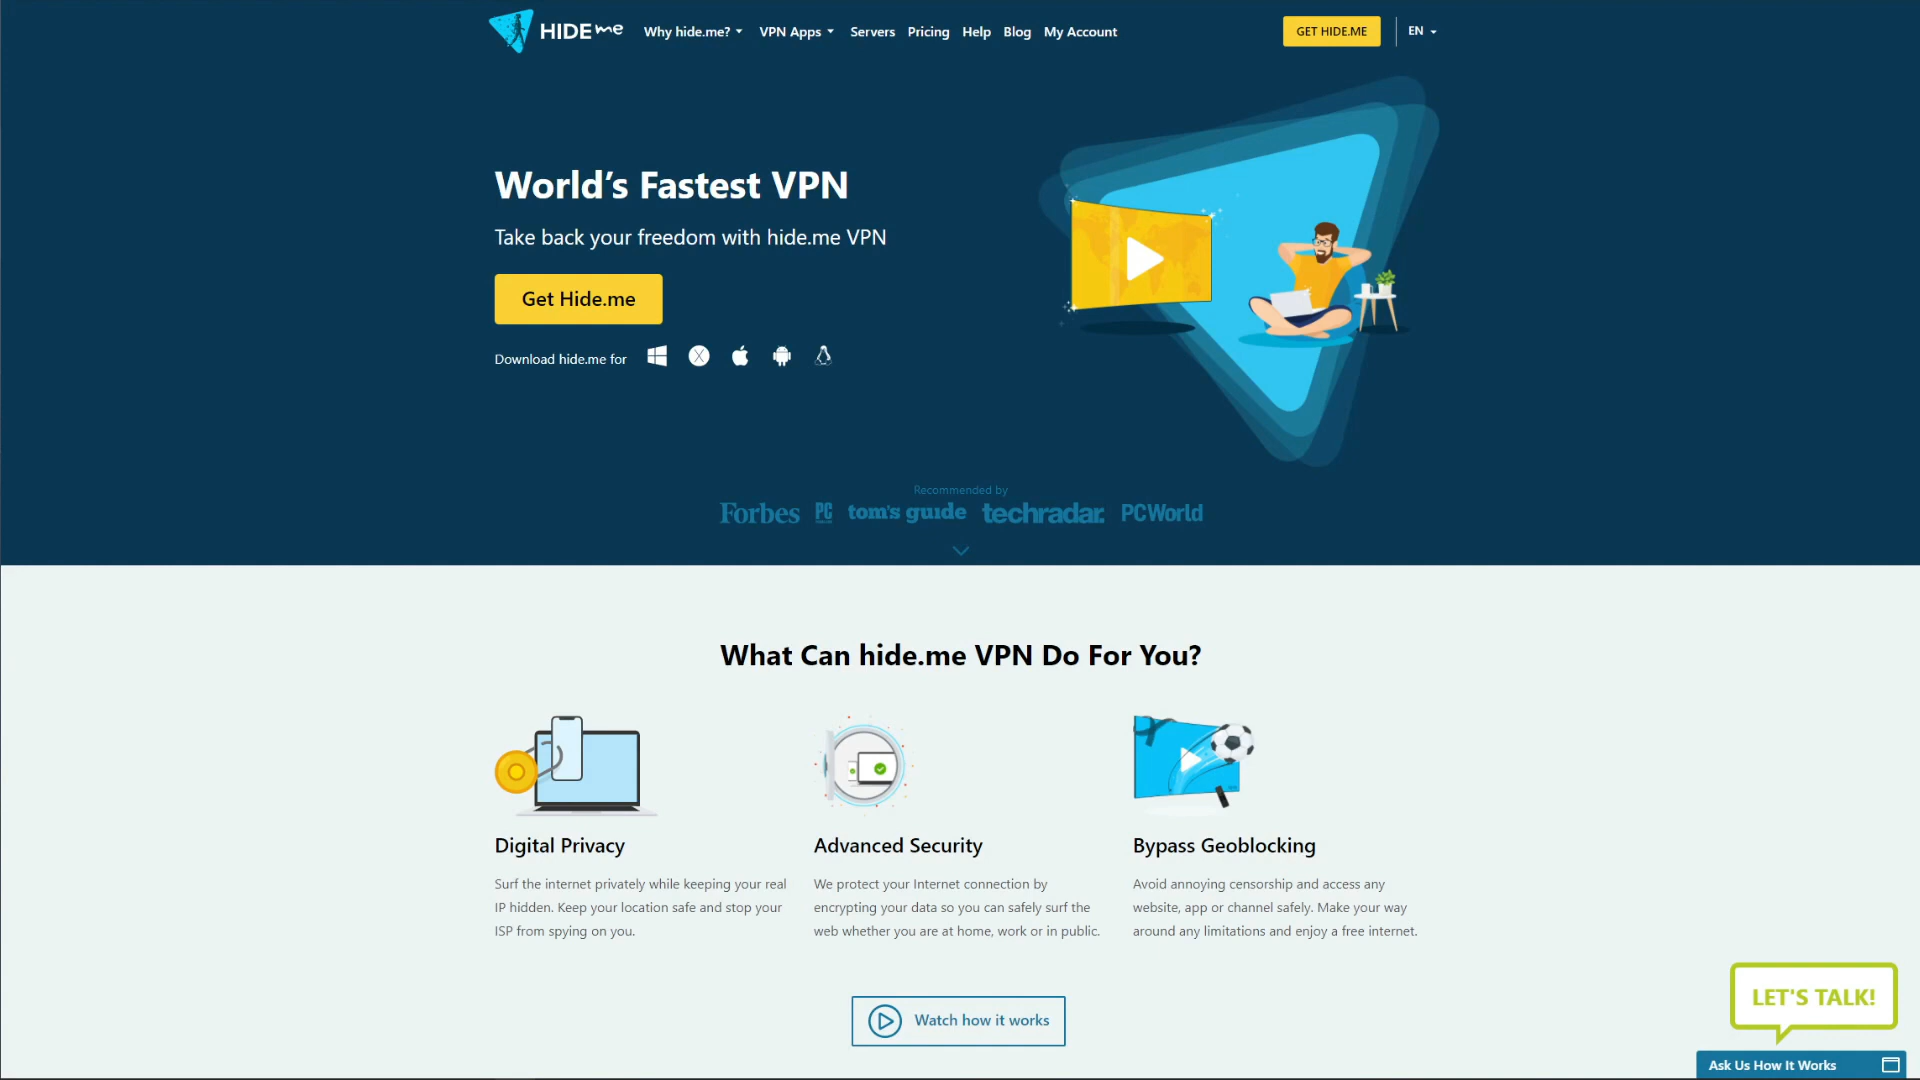 HIDE me
Why hide.me?
VPN Apps
Servers
Pricing
Help
Blog
My Account
GET HIDE.ME
EN
World's Fastest VPN
Take back your freedom with hide.me VPN
Get Hide.me
Download hide.me for
Recommended by
Forbes PC tom's guide techradar. PCWorld
What Can hide.me VPN Do For You?
Digital Privacy
Surf the internet privately while keeping your real
IP hidden. Keep your location safe and stop your
ISP from spying on you.
Advanced Security
We protect your Internet connection by
encrypting your data so you can safely surf the
web whether you are at home, work or in public.
Bypass Geoblocking
Avoid annoying censorship and access any
website, app or channel safely. Make your way
around any limitations and enjoy a free internet.
Watch how it works
LET'S TALK!
Ask Us How It Works